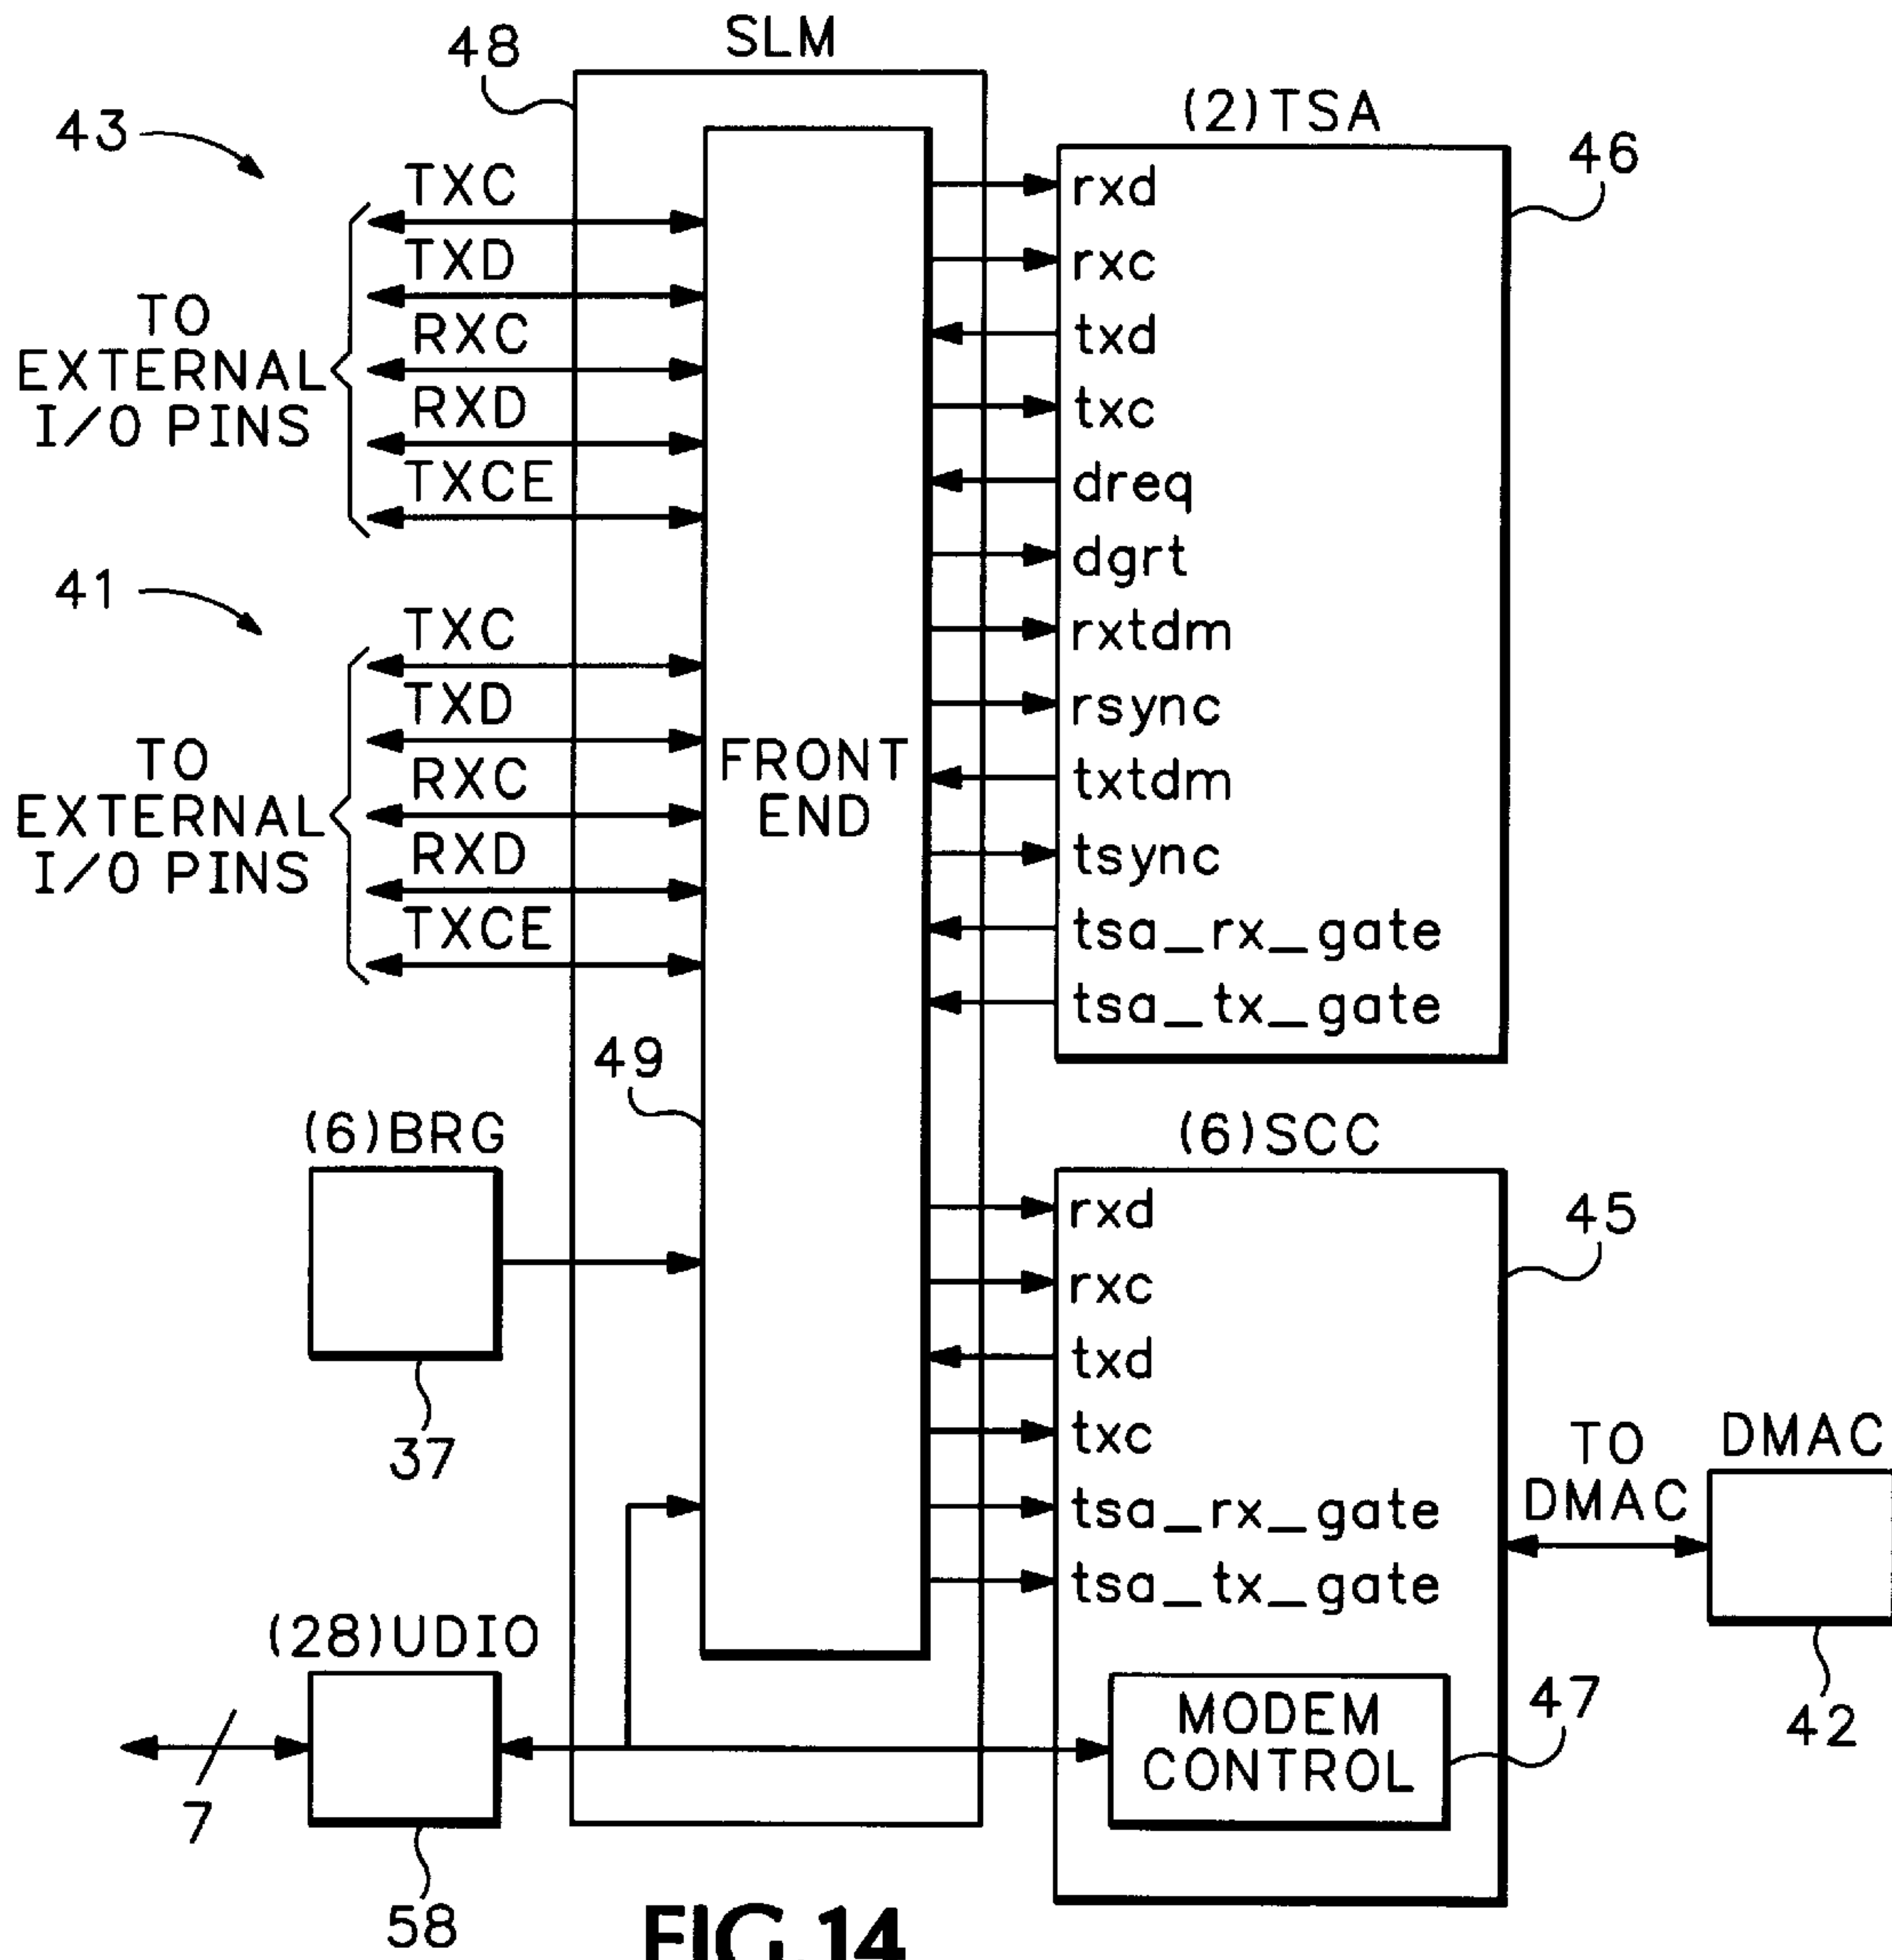 SLM
48
(2)TSA
43
46
TXC
TXD
RXC
RXD
TXCE
TO
EXTERNAL
I/O PINS
41
TXC
TXD
RXC
RXD
TXCE
TO
EXTERNAL
I/O PINS
FRONT
END
rxd
rxc
txd
txc
dreq
dgrt
rxtdm
rsync
txtdm
tsync
tsa_rx_gate
tsa_tx_gate
49
(6)BRG
37
(6)SCC
45
rxd
rxc
txd
txc
tsa_rx_gate
tsa_tx_gate
TO
DMAC
DMAC
42
(28)UDIO
7
58
MODEM
CONTROL
47
FIG.14